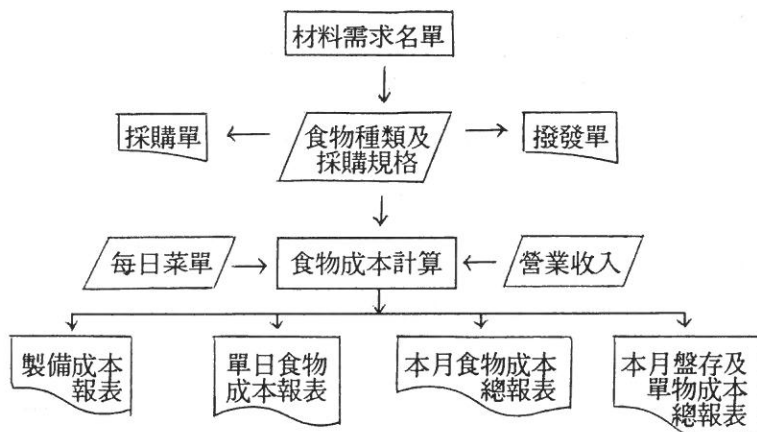 材料需求名單
採購單
食物種類及
採購規格
撥發單
每日菜單
食物成本計算
營業收入
製備成本
報表
單日食物
成本報表
本月食物成本
總報表
本月盤存及
單物成本
總報表